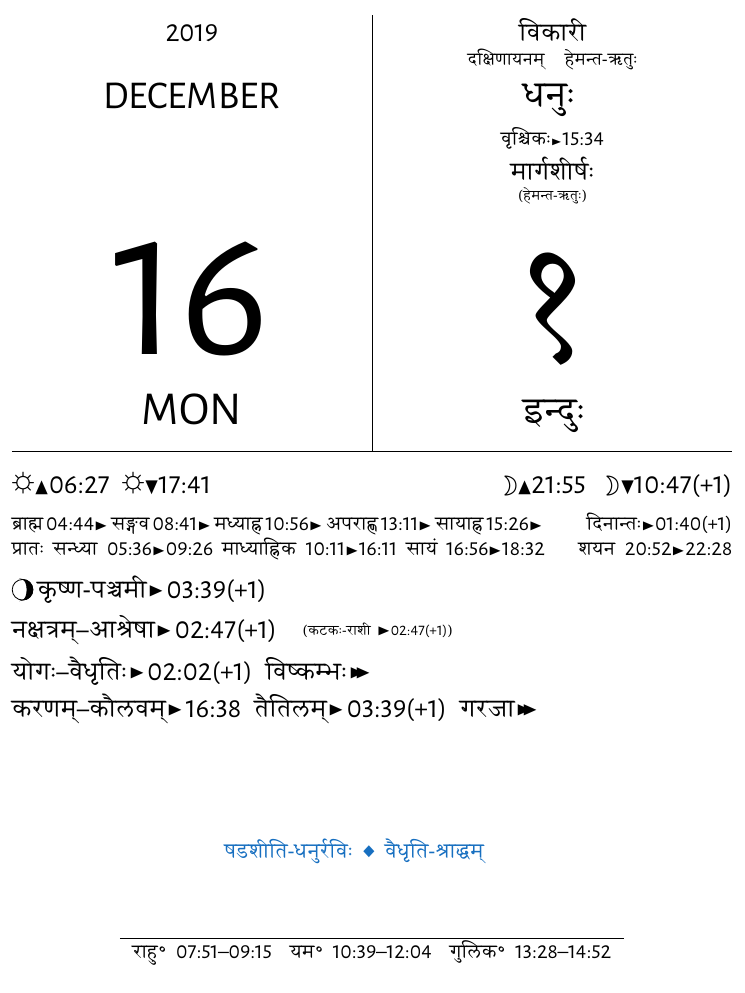 2019
DECEMBER
16
MON
विकारी
दक्षिणायनम् हेमन्त-ऋतुः
धनुः
वृश्चिकः►15:34
मार्गशीर्षः
(हेमन्त-ऋतुः)
१
इन्दुः
☼▲06:27 ☼▼17:41 ☽▲21:55 ☽▼10:47(+1)
ब्राह्म 04:44► सङ्गव 08:41► मध्याह्न 10:56► अपराह्ण 13:11► सायाह्न 15:26► दिनान्तः►01:40(+1)
प्रातः सन्ध्या 05:36►09:26 माध्याह्निक 10:11►16:11 सायं 16:56►18:32 शयन 20:52►22:28
कृष्ण-पञ्चमी►03:39(+1)
नक्षत्रम्–आश्रेषा►02:47(+1) (कटकः-राशी ►02:47(+1))
योगः–वैधृतिः►02:02(+1) विष्कम्भः►►
करणम्–कौलवम्►16:38 तैतिलम्►03:39(+1) गरजा►►
षडशीति-धनुर्रविः ◆ वैधृति-श्राद्धम्
राहु° 07:51–09:15 यम° 10:39–12:04 गुलिक° 13:28–14:52